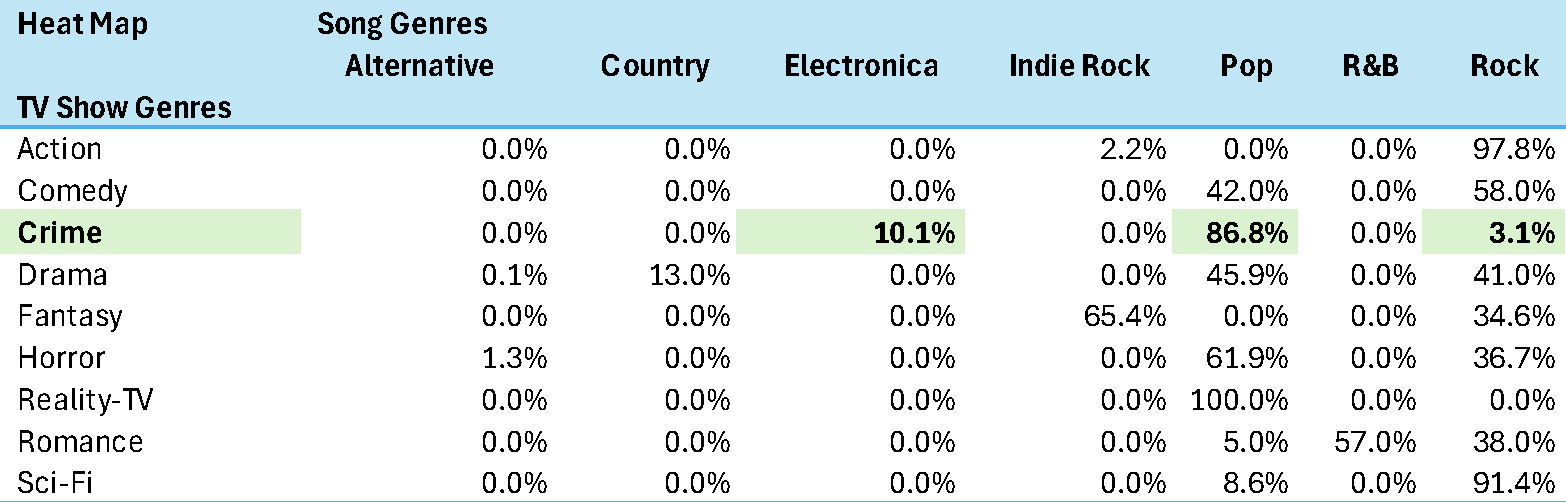 Heat Map Song Genres
Alternative Country Electronica Indie Rock Pop R&B Rock
TV Show Genres
Action 0.0% 0.0% 0.0% 2.2% 0.0% 0.0% 97.8%
Comedy 0.0% 0.0% 0.0% 0.0% 42.0% 0.0% 58.0%
Crime 0.0% 0.0% 10.1% 0.0% 86.8% 0.0% 3.1%
Drama 0.1% 13.0% 0.0% 0.0% 45.9% 0.0% 41.0%
Fantasy 0.0% 0.0% 0.0% 65.4% 0.0% 0.0% 34.6%
Horror 1.3% 0.0% 0.0% 0.0% 61.9% 0.0% 36.7%
Reality-TV 0.0% 0.0% 0.0% 0.0% 100.0% 0.0% 0.0%
Romance 0.0% 0.0% 0.0% 0.0% 5.0% 57.0% 38.0%
Sci-Fi 0.0% 0.0% 0.0% 0.0% 8.6% 0.0% 91.4%